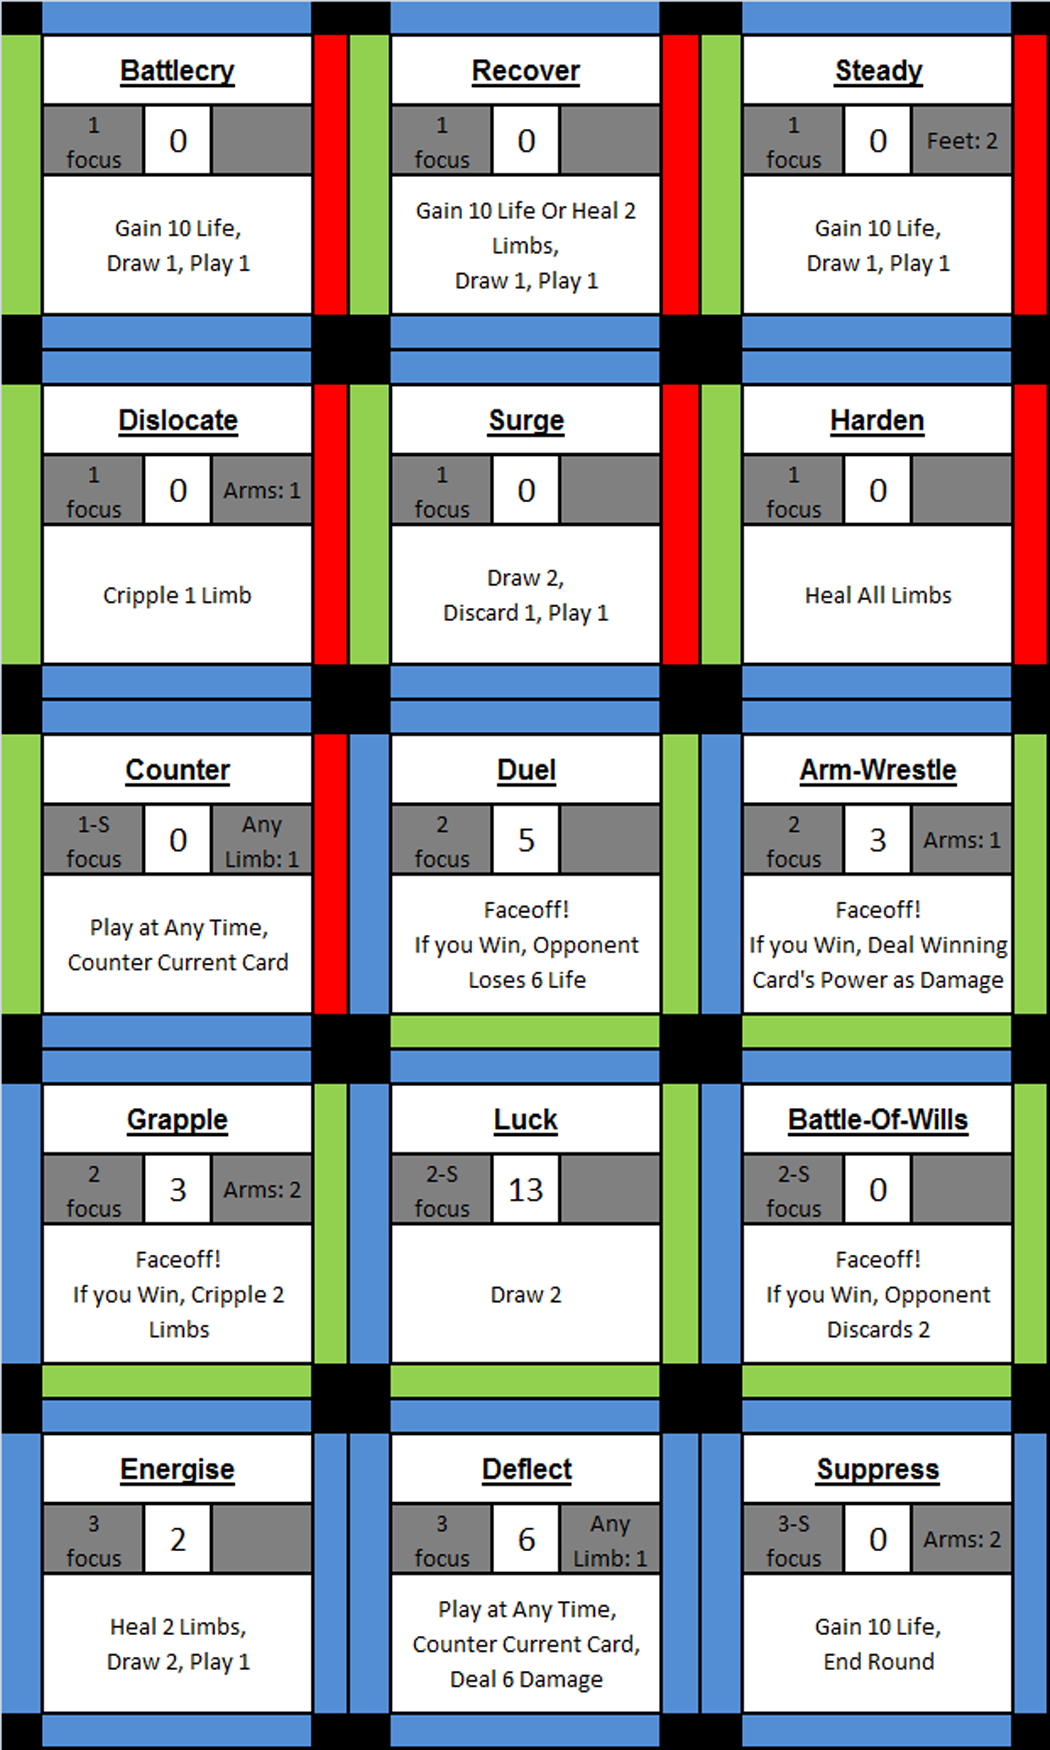 Battlecry
1
focus
0
Gain 10 Life,
Draw 1, Play 1
Recover
1
focus
0
Gain 10 Life Or Heal 2
Limbs,
Draw 1, Play 1
Steady
1
focus
0
Feet: 2
Gain 10 Life,
Draw 1, Play 1
Dislocate
1
focus
0
Arms: 1
Cripple 1 Limb
Surge
1
focus
0
Draw 2,
Discard 1, Play 1
Harden
1
focus
0
Heal All Limbs
Counter
1-S
focus
0
Any
Limb: 1
Play at Any Time,
Counter Current Card
Duel
2
focus
5
Faceoff!
If you Win, Opponent
Loses 6 Life
Arm-Wrestle
2
focus
3
Arms: 1
Faceoff!
If you Win, Deal Winning
Card's Power as Damage
Grapple
2
focus
3
Arms: 2
Faceoff!
If you Win, Cripple 2
Limbs
Luck
2-S
focus
13
Draw 2
Battle-Of-Wills
2-S
focus
0
Faceoff!
If you Win, Opponent
Discards 2
Energise
3
focus
2
Heal 2 Limbs,
Draw 2, Play 1
Deflect
3
focus
6
Any
Limb: 1
Play at Any Time,
Counter Current Card,
Deal 6 Damage
Suppress
3-S
focus
0
Arms: 2
Gain 10 Life,
End Round